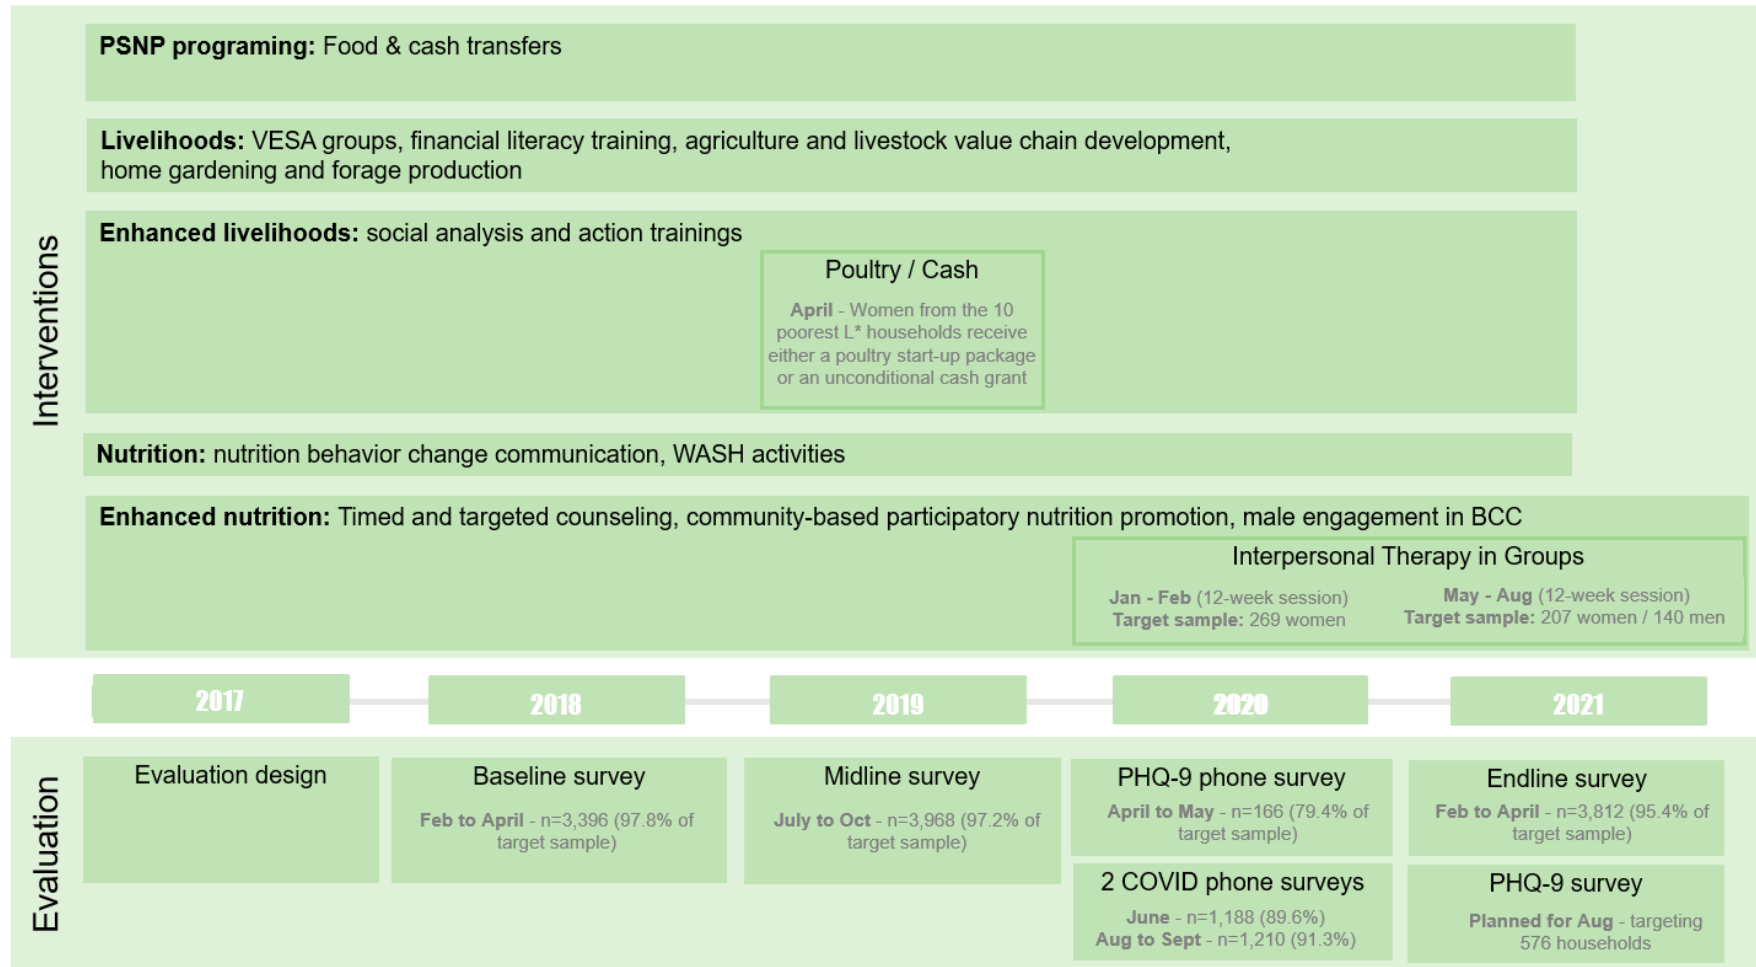 Interventions
PSNP programing: Food & cash transfers
Livelihoods: VESA groups, financial literacy training, agriculture and livestock value chain development,
home gardening and forage production
Enhanced livelihoods: social analysis and action trainings
Poultry / Cash
April - Women from the 10
poorest L* households receive
either a poultry start-up package
or an unconditional cash grant
Nutrition: nutrition behavior change communication, WASH activities
Enhanced nutrition: Timed and targeted counseling, community-based participatory nutrition promotion, male engagement in BCC
Interpersonal Therapy in Groups
Jan - Feb (12-week session)
Target sample: 269 women
May - Aug (12-week session)
Target sample: 207 women / 140 men
2017
2018
2019
2020
2021
Evaluation
Evaluation design
Baseline survey
Feb to April - n=3,396 (97.8% of
target sample)
Midline survey
July to Oct - n=3,968 (97.2% of
target sample)
PHQ-9 phone survey
April to May - n=166 (79.4% of
target sample)
2 COVID phone surveys
June - n=1,188 (89.6%)
Aug to Sept - n=1,210 (91.3%)
Endline survey
Feb to April - n=3,812 (95.4% of
target sample)
PHQ-9 survey
Planned for Aug - targeting
576 households